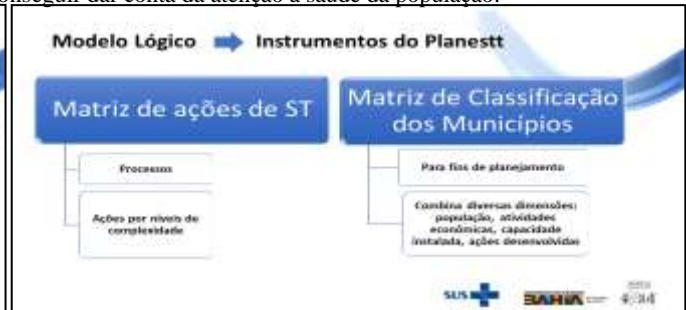 conseguir dar conta da atenção à saúde da população.
Modelo Lógico Instrumentos do Planestt
Matriz de ações de ST
Processos
Ações por níveis de
complexidade
Matriz de Classificação
dos Municípios
Para fins de planejamento
Combina diversas dimensões:
população, atividades
econômicas, capacidade
instalada, ações desenvolvidas
SUS
BAHIA